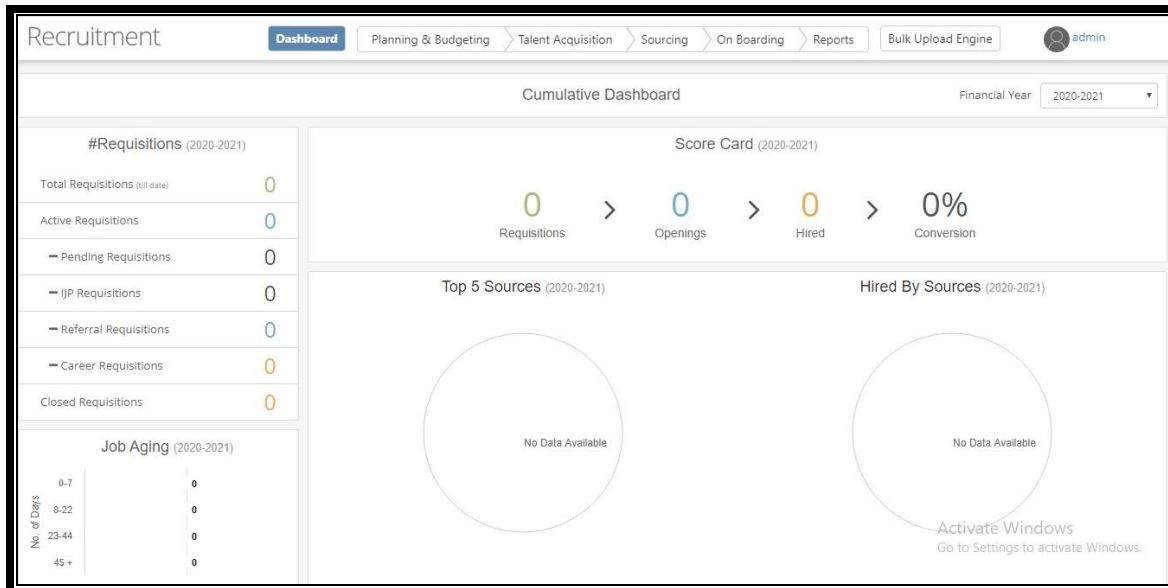 Recruitment
Dashboard
Planning & Budgeting
Talent Acquisition
Sourcing
On Boarding
Reports
Bulk Upload Engine
admin
Cumulative Dashboard
Financial Year
2020-2021
#Requisitions (2020-2021)
Total Requisitions (till date) 0
Active Requisitions 0
Pending Requisitions 0
IJP Requisitions 0
Referral Requisitions 0
Career Requisitions 0
Closed Requisitions 0
Score Card (2020-2021)
0 > 0 > 0 > 0%
Requisitions Openings Hired Conversion
Top 5 Sources (2020-2021)
No Data Available
Hired By Sources (2020-2021)
No Data Available
Job Aging (2020-2021)
No. of Days
0-7 0
8-22 0
23-44 0
45 + 0
Activate Windows
Go to Settings to activate Windows.